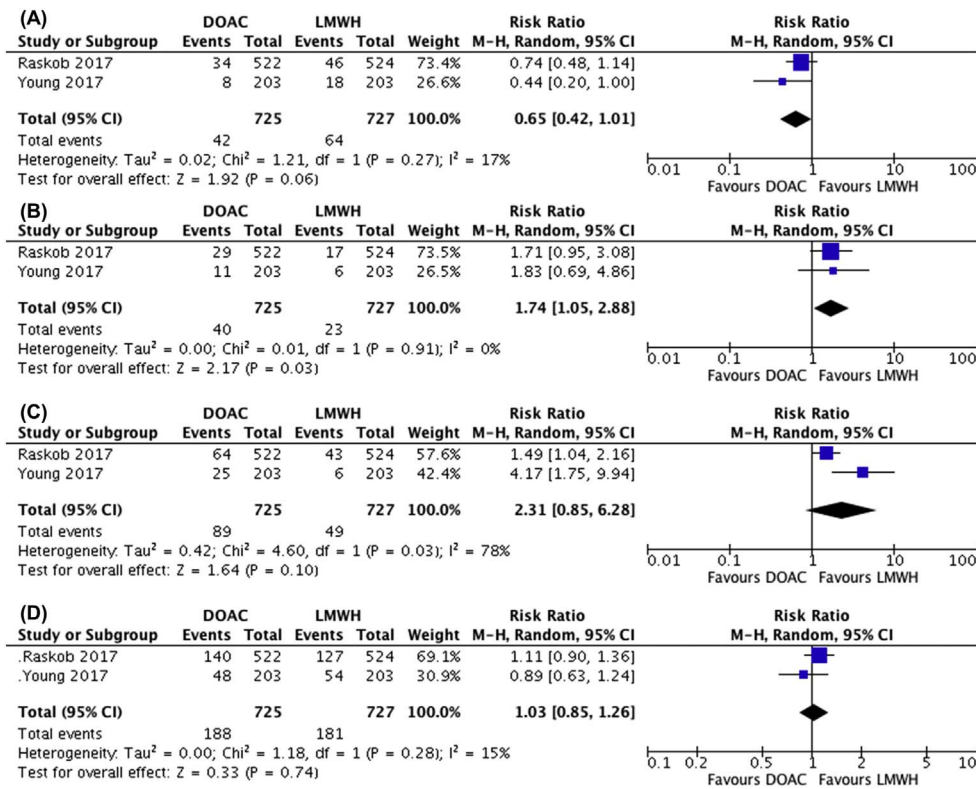 (A) DOAC LMWH Risk Ratio Risk Ratio
Study or Subgroup Events Total Events Total Weight M-H, Random, 95% CI M-H, Random, 95% CI
Raskob 2017 34 522 46 524 73.4% 0.74 [0.48, 1.14]
Young 2017 8 203 18 203 26.6% 0.44 [0.20, 1.00]
Total (95% CI) 725 727 100.0% 0.65 [0.42, 1.01]
Total events 42 64
Heterogeneity: Tau² = 0.02; Chi² = 1.21, df = 1 (P = 0.27); I² = 17%
Test for overall effect: Z = 1.92 (P = 0.06)
0.01 0.1 1 10 100
Favours DOAC Favours LMWH
(B) DOAC LMWH Risk Ratio Risk Ratio
Study or Subgroup Events Total Events Total Weight M-H, Random, 95% CI M-H, Random, 95% CI
Raskob 2017 29 522 17 524 73.5% 1.71 [0.95, 3.08]
Young 2017 11 203 6 203 26.5% 1.83 [0.69, 4.86]
Total (95% CI) 725 727 100.0% 1.74 [1.05, 2.88]
Total events 40 23
Heterogeneity: Tau² = 0.00; Chi² = 0.01, df = 1 (P = 0.91); I² = 0%
Test for overall effect: Z = 2.17 (P = 0.03)
0.01 0.1 1 10 100
Favours DOAC Favours LMWH
(C) DOAC LMWH Risk Ratio Risk Ratio
Study or Subgroup Events Total Events Total Weight M-H, Random, 95% CI M-H, Random, 95% CI
Raskob 2017 64 522 43 524 57.6% 1.49 [1.04, 2.16]
Young 2017 25 203 6 203 42.4% 4.17 [1.75, 9.94]
Total (95% CI) 725 727 100.0% 2.31 [0.85, 6.28]
Total events 89 49
Heterogeneity: Tau² = 0.42; Chi² = 4.60, df = 1 (P = 0.03); I² = 78%
Test for overall effect: Z = 1.64 (P = 0.10)
0.01 0.1 1 10 100
Favours DOAC Favours LMWH
(D) DOAC LMWH Risk Ratio Risk Ratio
Study or Subgroup Events Total Events Total Weight M-H, Random, 95% CI M-H, Random, 95% CI
.Raskob 2017 140 522 127 524 69.1% 1.11 [0.90, 1.36]
.Young 2017 48 203 54 203 30.9% 0.89 [0.63, 1.24]
Total (95% CI) 725 727 100.0% 1.03 [0.85, 1.26]
Total events 188 181
Heterogeneity: Tau² = 0.00; Chi² = 1.18, df = 1 (P = 0.28); I² = 15%
Test for overall effect: Z = 0.33 (P = 0.74)
0.1 0.2 0.5 1 2 5 10
Favours DOAC Favours LMWH